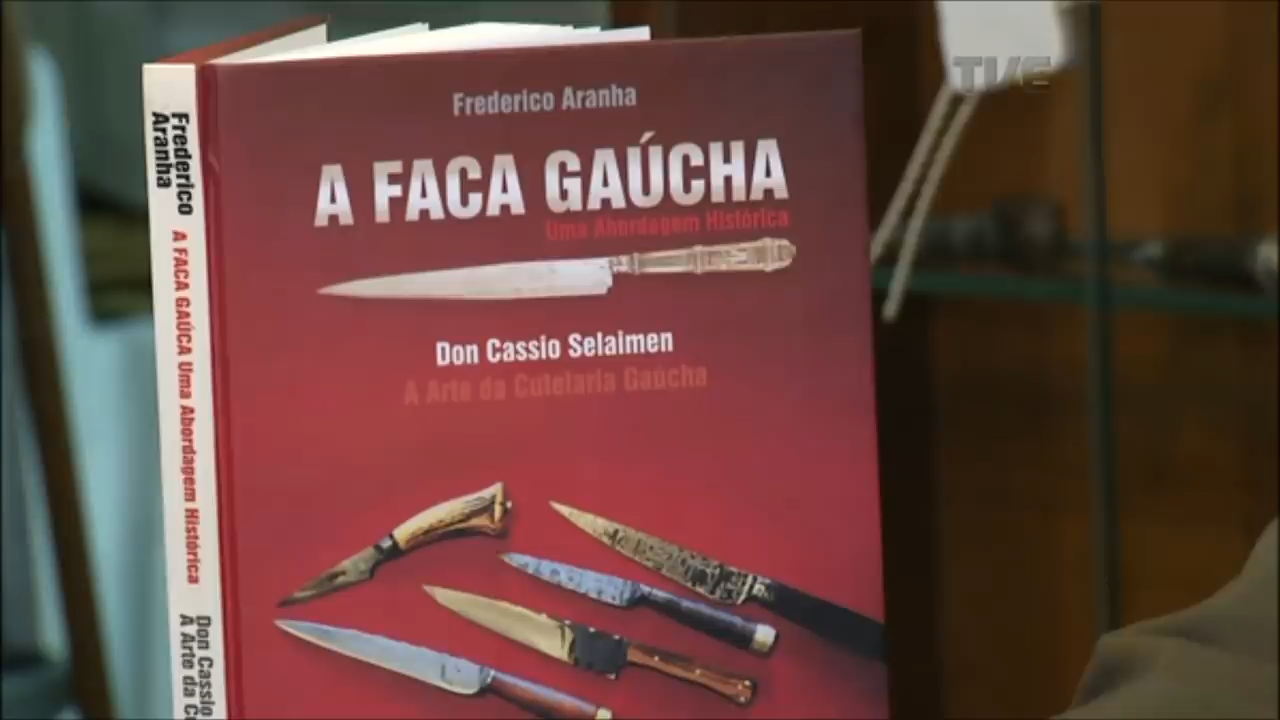 TVE
Frederico Aranha
A FACA GAÚCHA
Uma Abordagem Histórica
Don Cassio Selaimen
A Arte da Cutelaria Gaúcha
Frederico
Aranha
A FACA GAÚCA Uma Abordagem Histórica
Don Cassio
A Arte da